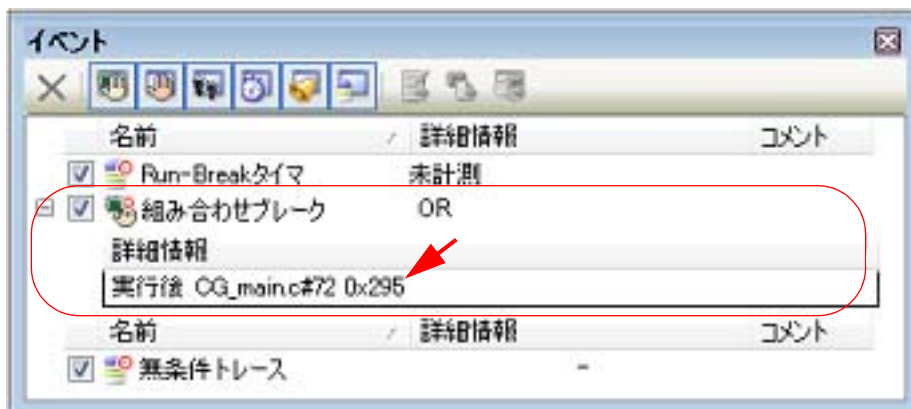 イベント
名前 詳細情報 コメント
Run-Breakタイマ 未計測
組み合わせブレーク OR
詳細情報
実行後 CG_main.c#72 0x295
名前 詳細情報 コメント
無条件トレース -